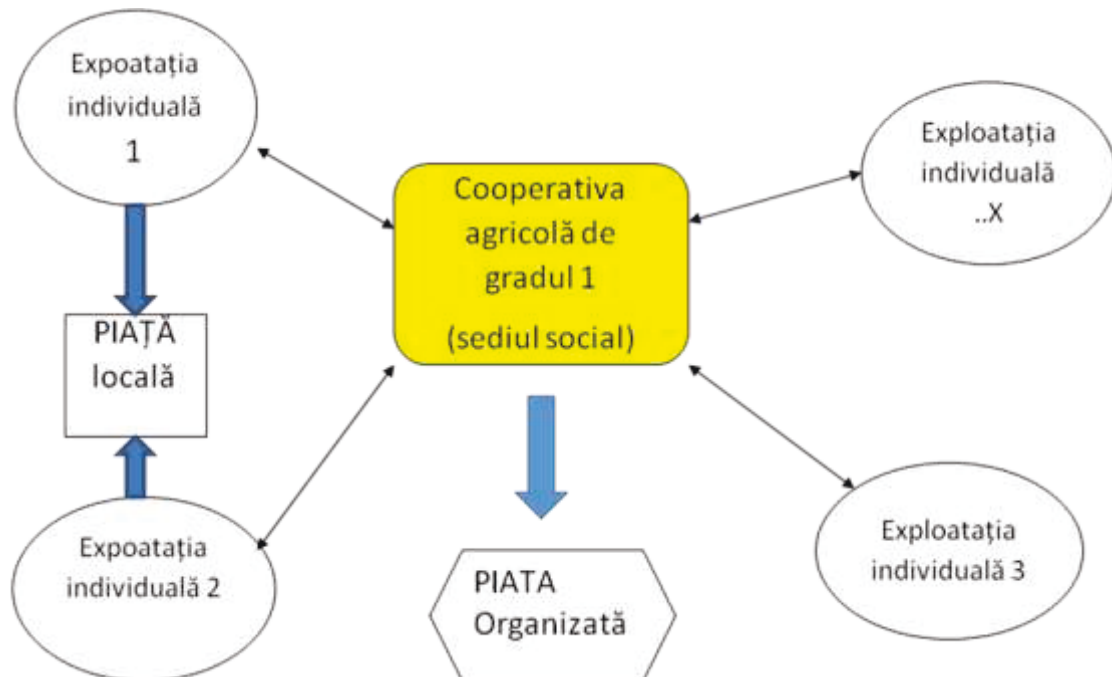 Expoatația
individuală
1
Exploatația
individuală
..X
Cooperativa
agricolă de
gradul 1
(sediul social)
PIAȚĂ
locală
Expoatația
individuală 2
PIATA
Organizată
Exploatația
individuală 3